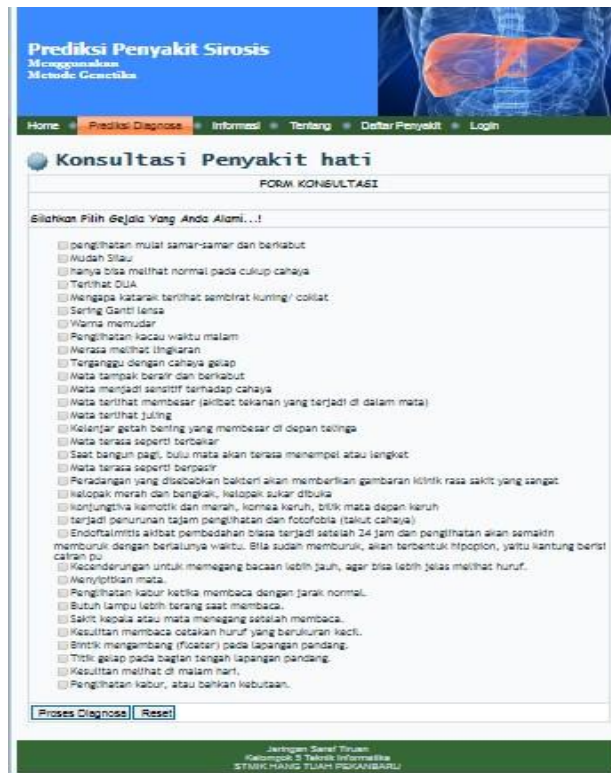 Prediksi Penyakit Sirosis
Menggunakan
Metode Genetika
Home Prediksi Diagnosa Informasi Tentang Daftar Penyakit Login
Konsultasi Penyakit hati
FORM KONSULTASI
Silahkan Pilih Gejala Yang Anda Alami...!
penglihatan mulai samar-samar dan berkabut
Mudah Silau
hanya bisa melihat normal pada cukup cahaya
Terlihat DUA
Mengapa katarak terlihat sembirat kuning/ coklat
Sering Ganti lensa
Warna memudar
Penglihatan kacau waktu malam
Merasa melihat lingkaran
Terganggu dengan cahaya gelap
Mata tampak berair dan berkabut
Mata menjadi sensitif terhadap cahaya
Mata terlihat membesar (akibat tekanan yang terjadi di dalam mata)
Mata terlihat juling
Kelenjar getah bening yang membesar di depan telinga
Mata terasa seperti terbakar
Saat bangun pagi, bulu mata akan terasa menempel atau lengket
Mata terasa seperti berpasir
Peradangan yang disebabkan bakteri akan memberikan gambaran klinik rasa sakit yang sangat
kelopak merah dan bengkak, kelopak sukar dibuka
konjungtiva kemotik dan merah, kornea keruh, bilik mata depan keruh
terjadi penurunan tajam penglihatan dan fotofobia (takut cahaya)
Endoftalmitis akibat pembedahan biasa terjadi setelah 24 jam dan penglihatan akan semakin
memburuk dengan berlalunya waktu. Bila sudah memburuk, akan terbentuk hipopion, yaitu kantung berisi
cairan pu
Kecenderungan untuk memegang bacaan lebih jauh, agar bisa lebih jelas melihat huruf.
Menyipitkan mata.
Penglihatan kabur ketika membaca dengan jarak normal.
Butuh lampu lebih terang saat membaca.
Sakit kepala atau mata menegang setelah membaca.
Kesulitan membaca cetakan huruf yang berukuran kecil.
Bintik mengambang (floater) pada lapangan pandang.
Titik gelap pada bagian tengah lapangan pandang.
Kesulitan melihat di malam hari.
Penglihatan kabur, atau bahkan kebutaan.
Proses Diagnosa Reset
Jaringan Saraf Tiruan
Kelompok 5 Teknik Informatika
STMIK HANG TUAH PEKANBARU